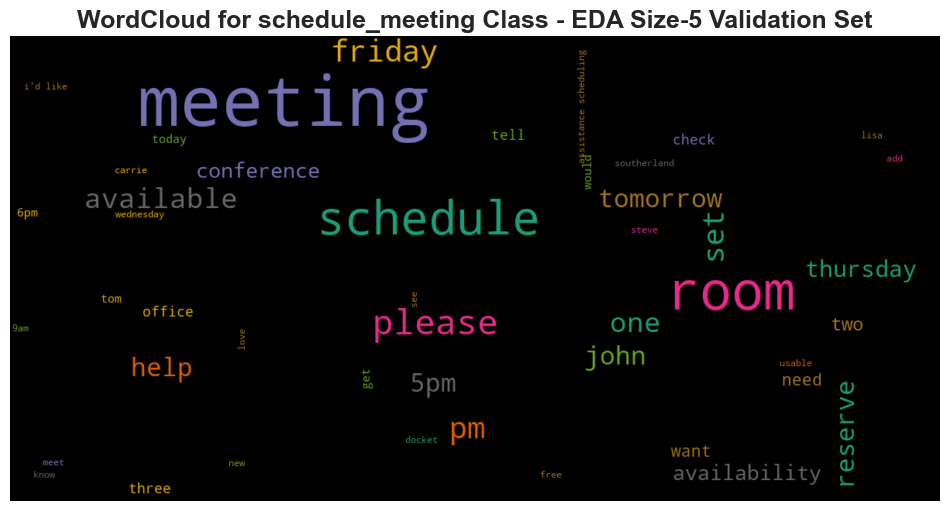 WordCloud for schedule_meeting Class - EDA Size-5 Validation Set
friday
meeting
i'd like
assistance scheduling
today
tell
check
lisa
carrie
conference
southerland
add
would
available
tomorrow
6pm
wednesday
schedule
set
steve
thursday
room
tom
office
see
please
one
two
9am
love
john
help
get
5pm
usable
need
reserve
pm
docket
want
meet
new
know
free
availability
three